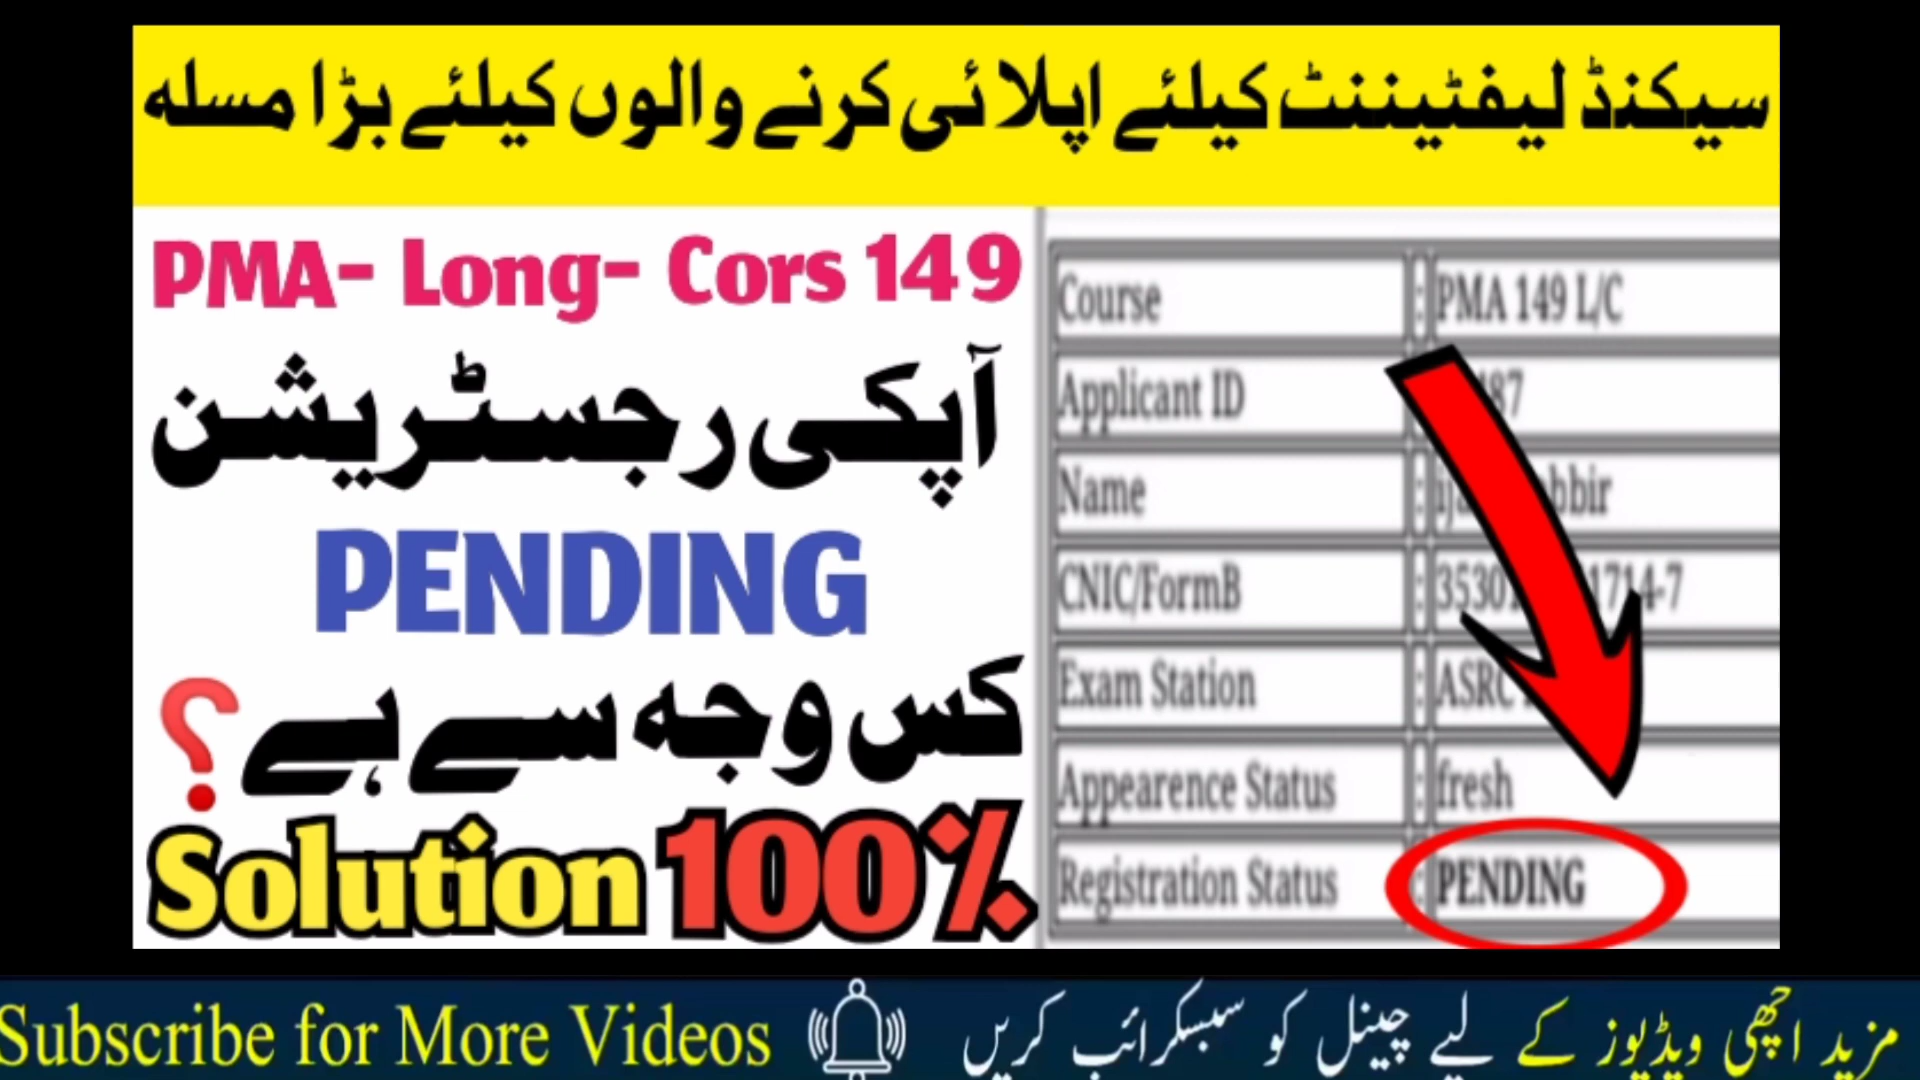 سیکنڈ لیفٹیننٹ کیلئے اپلائی کرنے والوں کیلئے بڑا مسلہ
PMA- Long- Cors 149
آپکی رجسٹریشن
PENDING
کس وجہ سے ہے؟
Solution 100%
Course : PMA 149 L/C
Applicant ID 487
Name :
CNIC/FormB :
Exam Station : ASRC
Appearence Status : fresh
Registration Status : PENDING
Subscribe for More Videos مزید اچھی ویڈیوز کے لیے چینل کو سبسکرائب کریں